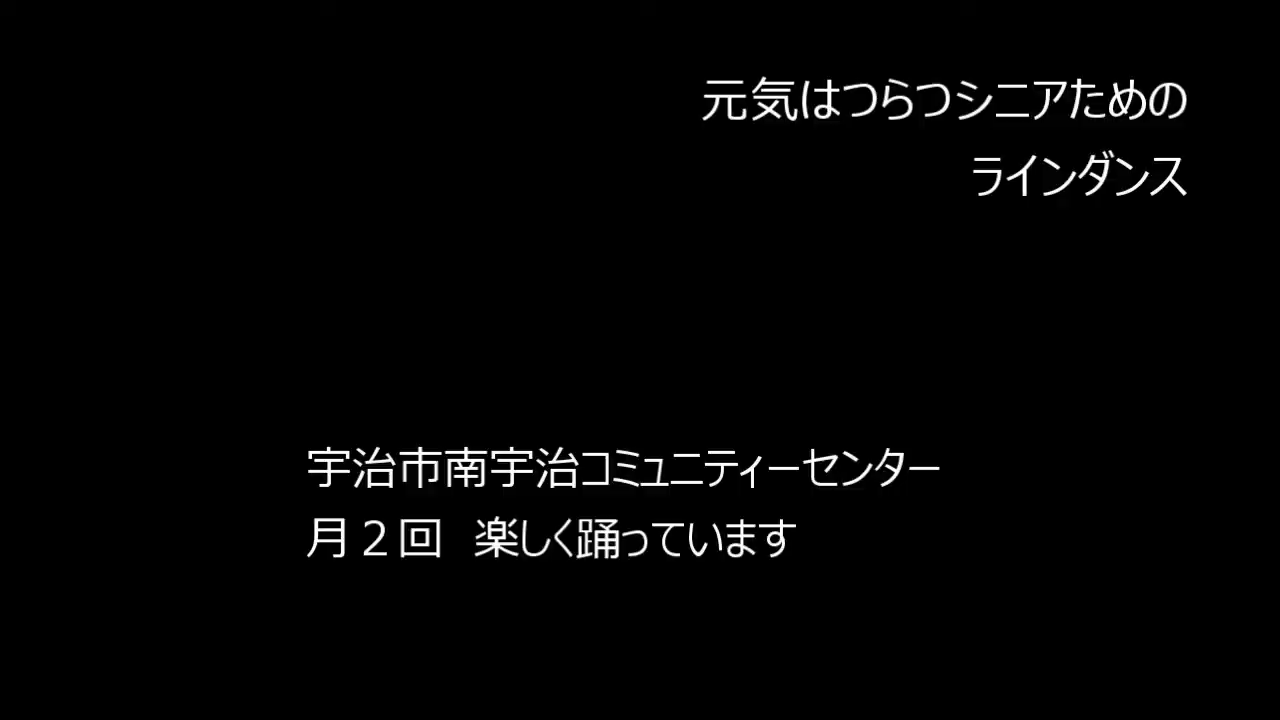 元気はつらつシニアための
ラインダンス
宇治市南宇治コミュニティーセンター
月２回　楽しく踊っています